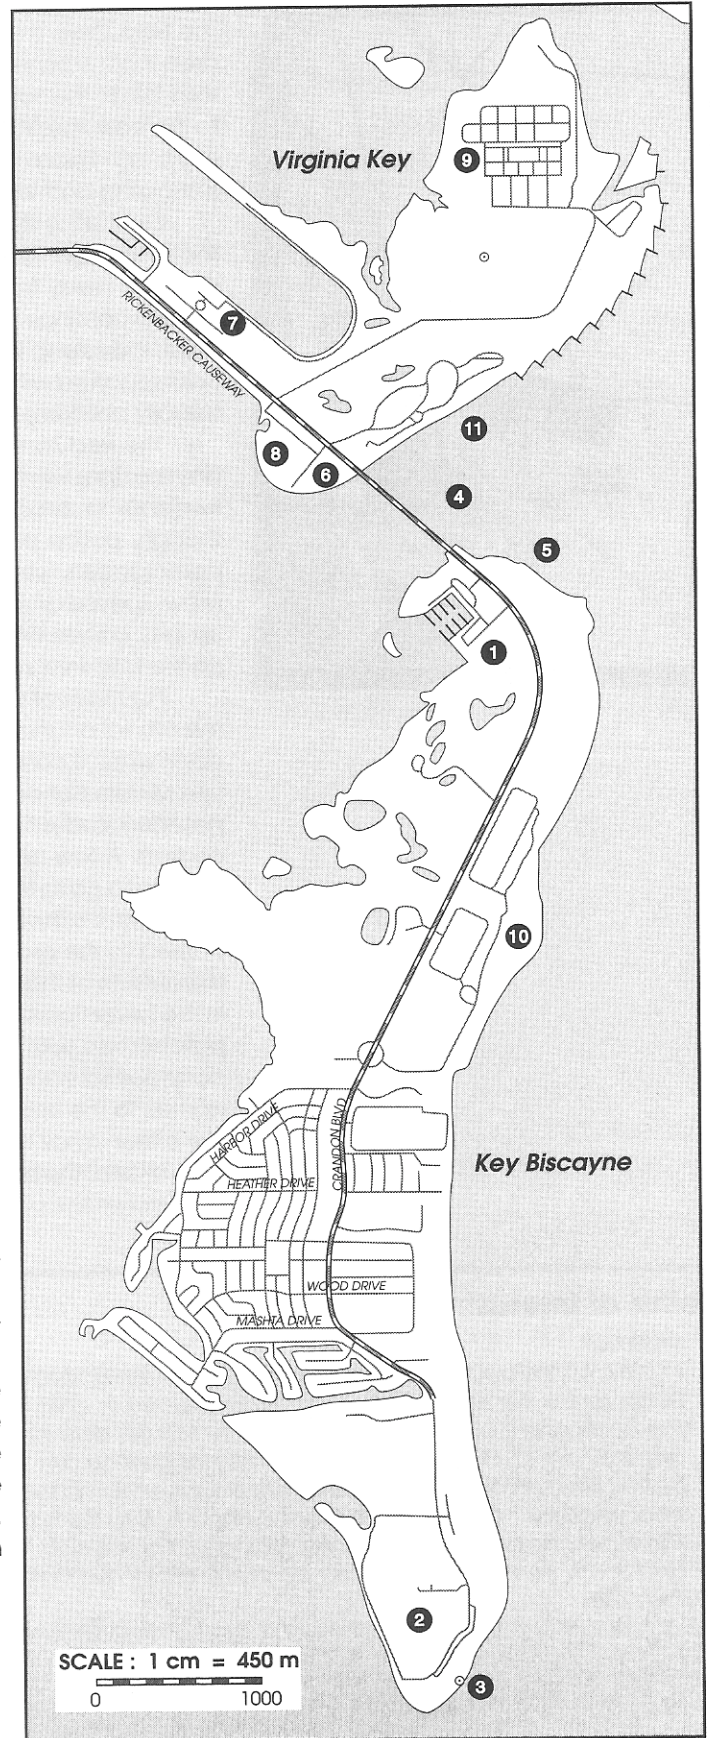 Virginia Key
9
7
RICKENBACKER CAUSEWAY
11
8
6
4
5
1
10
HARBOR DRIVE
CRANDON BLVD
Key Biscayne
HEATHER DRIVE
WOOD DRIVE
MASHTA DRIVE
2
SCALE : 1 cm = 450 m
3
0 1000